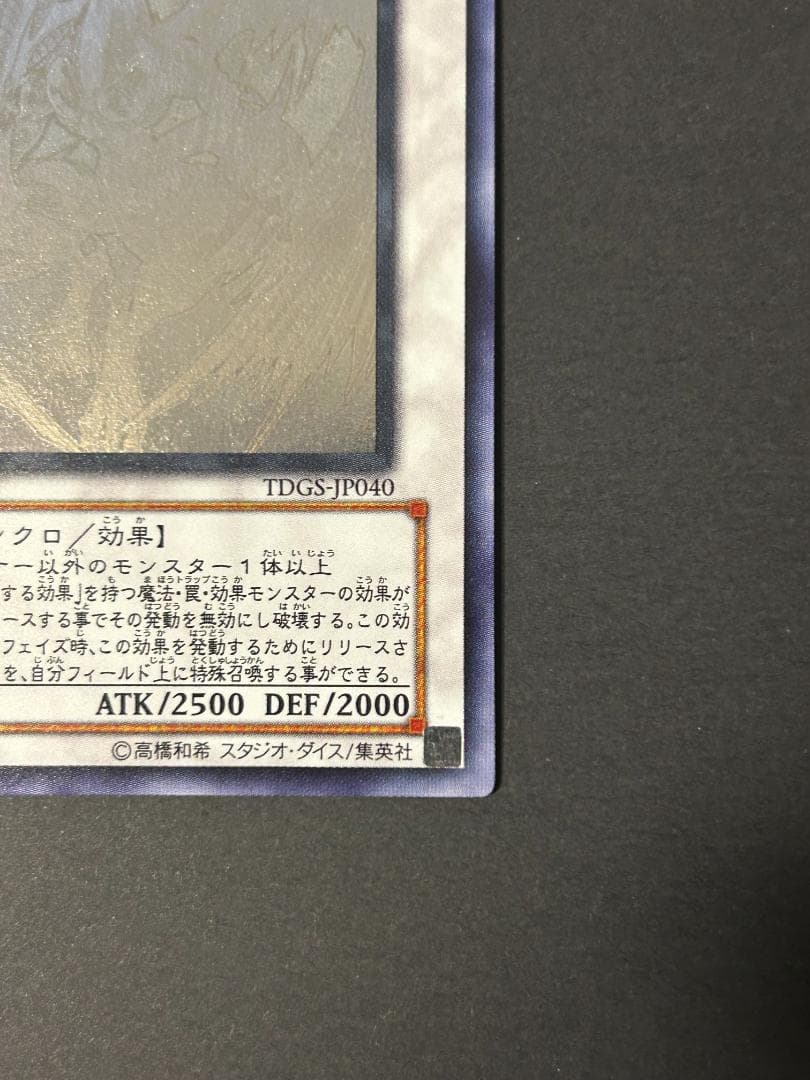 TDGS-JP040
ンクロ/効果】
ナー以外のモンスター1体以上
する効果」を持つ魔法・罠・効果モンスターの効果が
ースする事でその発動を無効にし破壊する。この効
フェイズ時、この効果を発動するためにリリースさ
を、自分フィールド上に特殊召喚する事ができる。
ATK/2500 DEF/2000
©高橋和希 スタジオ・ダイス/集英社